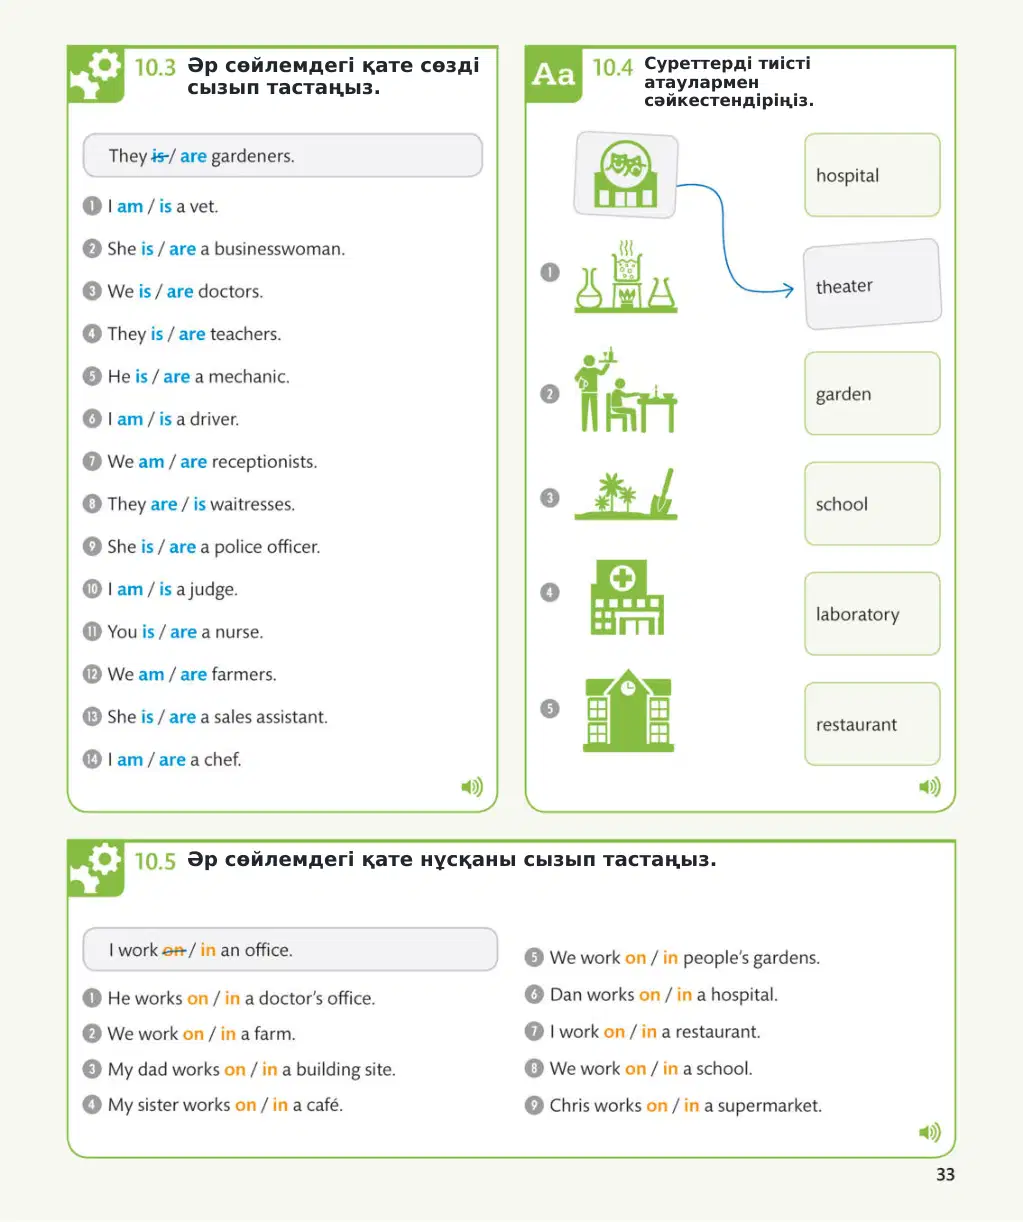 10.3 Әр сөйлемдегі қате сөзді
сызып тастаңыз.
They is / are gardeners.
1 I am / is a vet.
2 She is / are a businesswoman.
3 We is / are doctors.
4 They is / are teachers.
5 He is / are a mechanic.
6 I am / is a driver.
7 We am / are receptionists.
8 They are / is waitresses.
9 She is / are a police officer.
10 I am / is a judge.
11 You is / are a nurse.
12 We am / are farmers.
13 She is / are a sales assistant.
14 I am / are a chef.
Aa 10.4 Суреттерді тиісті
атаулармен
сәйкестендіріңіз.
hospital
1
theater
2
garden
3
school
4
laboratory
5
restaurant
10.5 Әр сөйлемдегі қате нұсқаны сызып тастаңыз.
I work on / in an office.
1 He works on / in a doctor's office.
2 We work on / in a farm.
3 My dad works on / in a building site.
4 My sister works on / in a café.
5 We work on / in people's gardens.
6 Dan works on / in a hospital.
7 I work on / in a restaurant.
8 We work on / in a school.
9 Chris works on / in a supermarket.
33